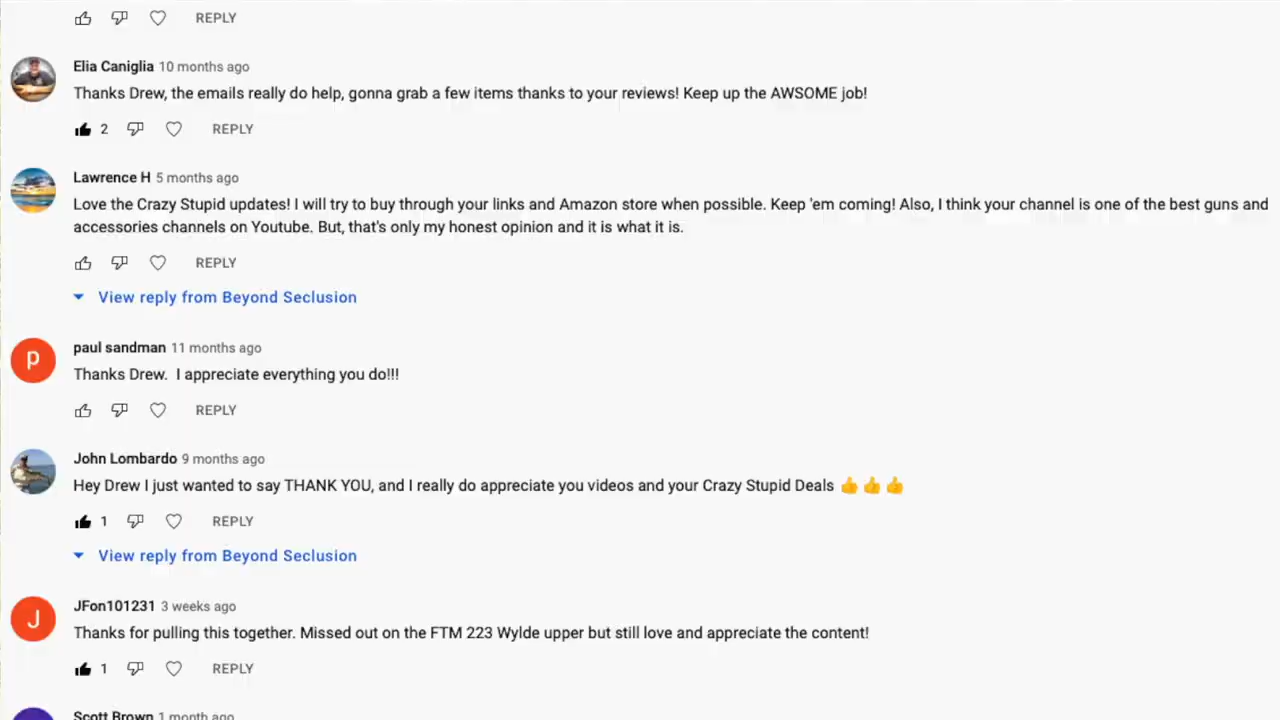 REPLY
Elia Caniglia 10 months ago
Thanks Drew, the emails really do help, gonna grab a few items thanks to your reviews! Keep up the AWSOME job!
2 REPLY
Lawrence H 5 months ago
Love the Crazy Stupid updates! I will try to buy through your links and Amazon store when possible. Keep 'em coming! Also, I think your channel is one of the best guns and
accessories channels on Youtube. But, that's only my honest opinion and it is what it is.
REPLY
View reply from Beyond Seclusion
paul sandman 11 months ago
P
Thanks Drew.  I appreciate everything you do!!!
REPLY
John Lombardo 9 months ago
Hey Drew I just wanted to say THANK YOU, and I really do appreciate you videos and your Crazy Stupid Deals 👍👍👍
1 REPLY
View reply from Beyond Seclusion
JFon101231 3 weeks ago
J
Thanks for pulling this together. Missed out on the FTM 223 Wylde upper but still love and appreciate the content!
1 REPLY
Scott Brown 1 month ago